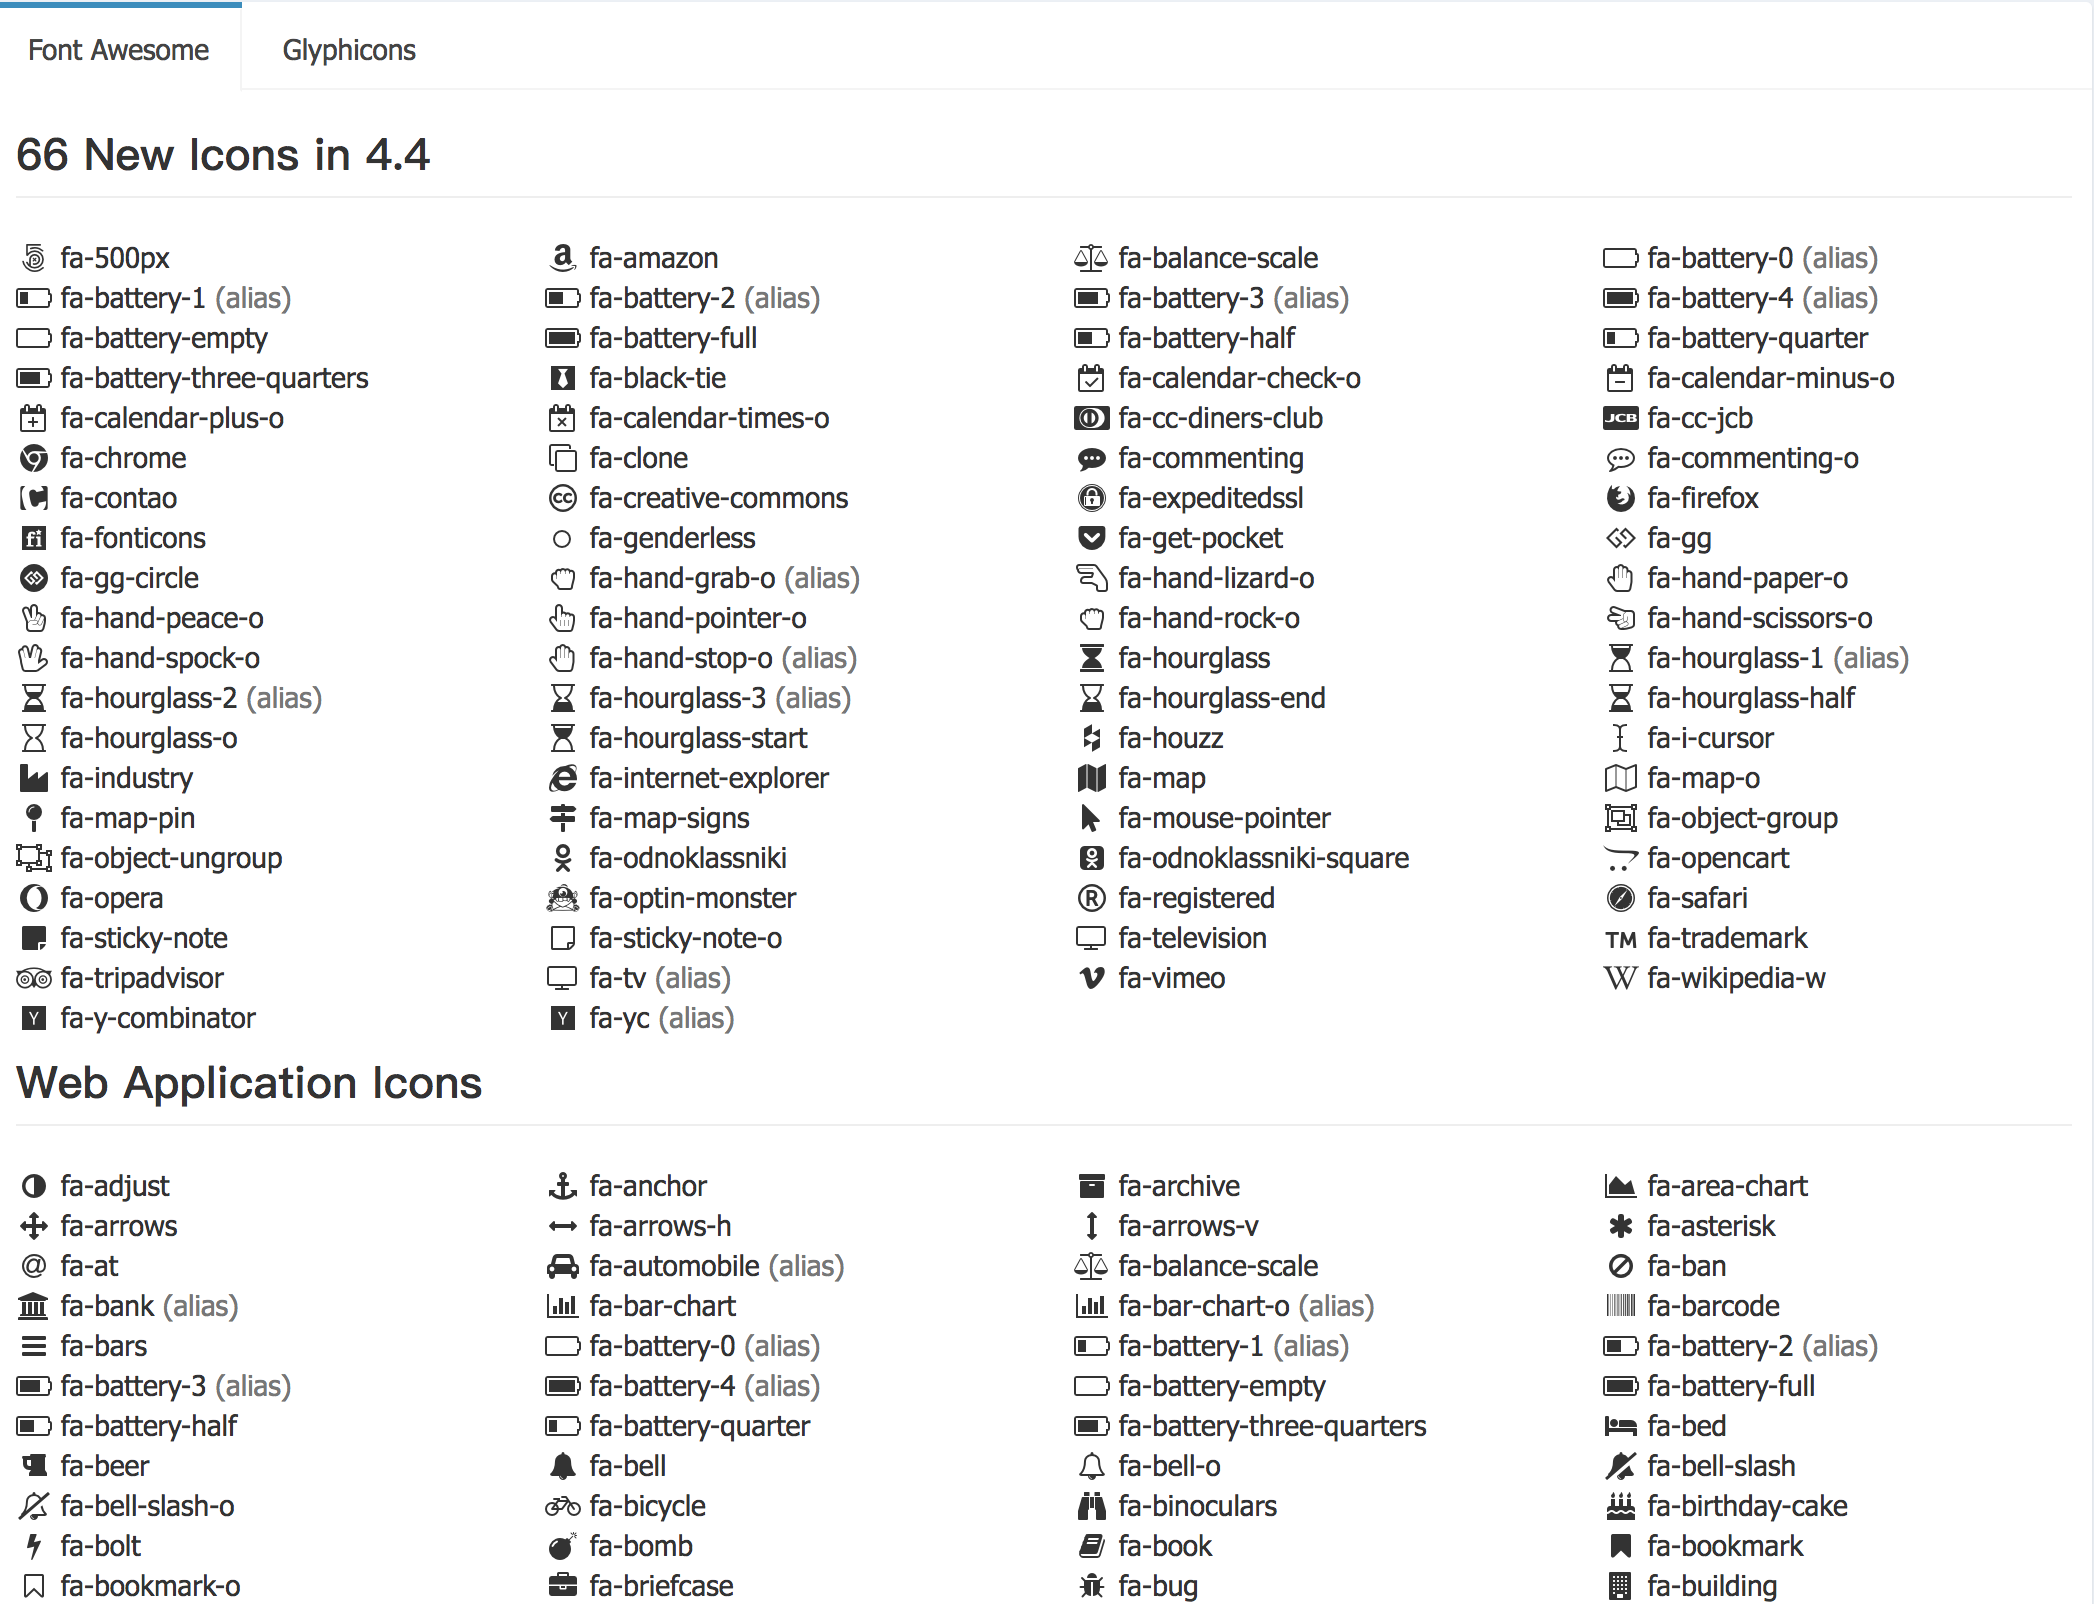 Font Awesome Glyphicons
66 New Icons in 4.4
fa-500px fa-amazon fa-balance-scale fa-battery-0 (alias)
fa-battery-1 (alias) fa-battery-2 (alias) fa-battery-3 (alias) fa-battery-4 (alias)
fa-battery-empty fa-battery-full fa-battery-half fa-battery-quarter
fa-battery-three-quarters fa-black-tie fa-calendar-check-o fa-calendar-minus-o
fa-calendar-plus-o fa-calendar-times-o fa-cc-diners-club JCB fa-cc-jcb
fa-chrome fa-clone fa-commenting fa-commenting-o
fa-contao cc fa-creative-commons fa-expeditedssl fa-firefox
fi fa-fonticons fa-genderless fa-get-pocket fa-gg
fa-gg-circle fa-hand-grab-o (alias) fa-hand-lizard-o fa-hand-paper-o
fa-hand-peace-o fa-hand-pointer-o fa-hand-rock-o fa-hand-scissors-o
fa-hand-spock-o fa-hand-stop-o (alias) fa-hourglass fa-hourglass-1 (alias)
fa-hourglass-2 (alias) fa-hourglass-3 (alias) fa-hourglass-end fa-hourglass-half
fa-hourglass-o fa-hourglass-start fa-houzz fa-i-cursor
fa-industry fa-internet-explorer fa-map fa-map-o
fa-map-pin fa-map-signs fa-mouse-pointer fa-object-group
fa-object-ungroup fa-odnoklassniki fa-odnoklassniki-square fa-opencart
fa-opera fa-optin-monster ® fa-registered fa-safari
fa-sticky-note fa-sticky-note-o fa-television TM fa-trademark
fa-tripadvisor fa-tv (alias) fa-vimeo W fa-wikipedia-w
Y fa-y-combinator Y fa-yc (alias)
Web Application Icons
fa-adjust fa-anchor fa-archive fa-area-chart
fa-arrows fa-arrows-h fa-arrows-v fa-asterisk
@ fa-at fa-automobile (alias) fa-balance-scale fa-ban
fa-bank (alias) fa-bar-chart fa-bar-chart-o (alias) fa-barcode
fa-bars fa-battery-0 (alias) fa-battery-1 (alias) fa-battery-2 (alias)
fa-battery-3 (alias) fa-battery-4 (alias) fa-battery-empty fa-battery-full
fa-battery-half fa-battery-quarter fa-battery-three-quarters fa-bed
fa-beer fa-bell fa-bell-o fa-bell-slash
fa-bell-slash-o fa-bicycle fa-binoculars fa-birthday-cake
fa-bolt fa-bomb fa-book fa-bookmark
fa-bookmark-o fa-briefcase fa-bug fa-building